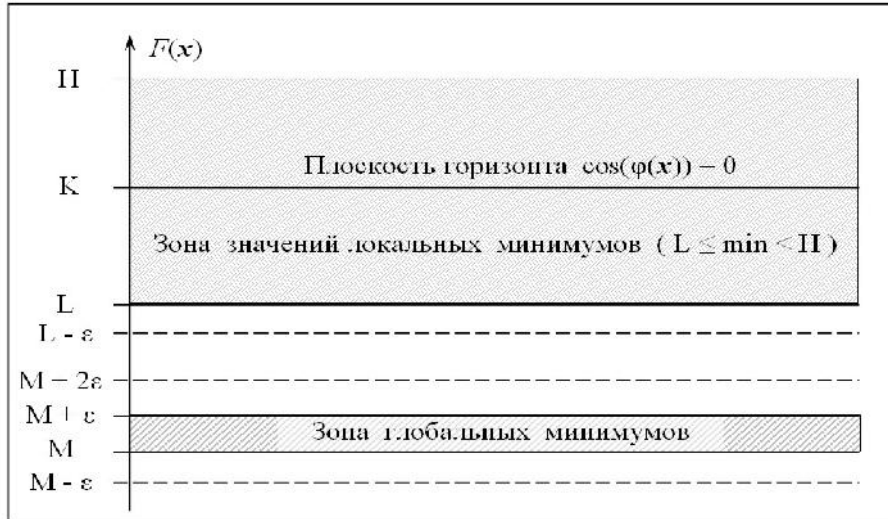 F(x)
H
Плоскость горизонта cos(φ(x)) = 0
K
Зона значений локальных минимумов ( L ≤ min < H )
L
L - ε
M + 2ε
M + ε
Зона глобальных минимумов
M
M - ε